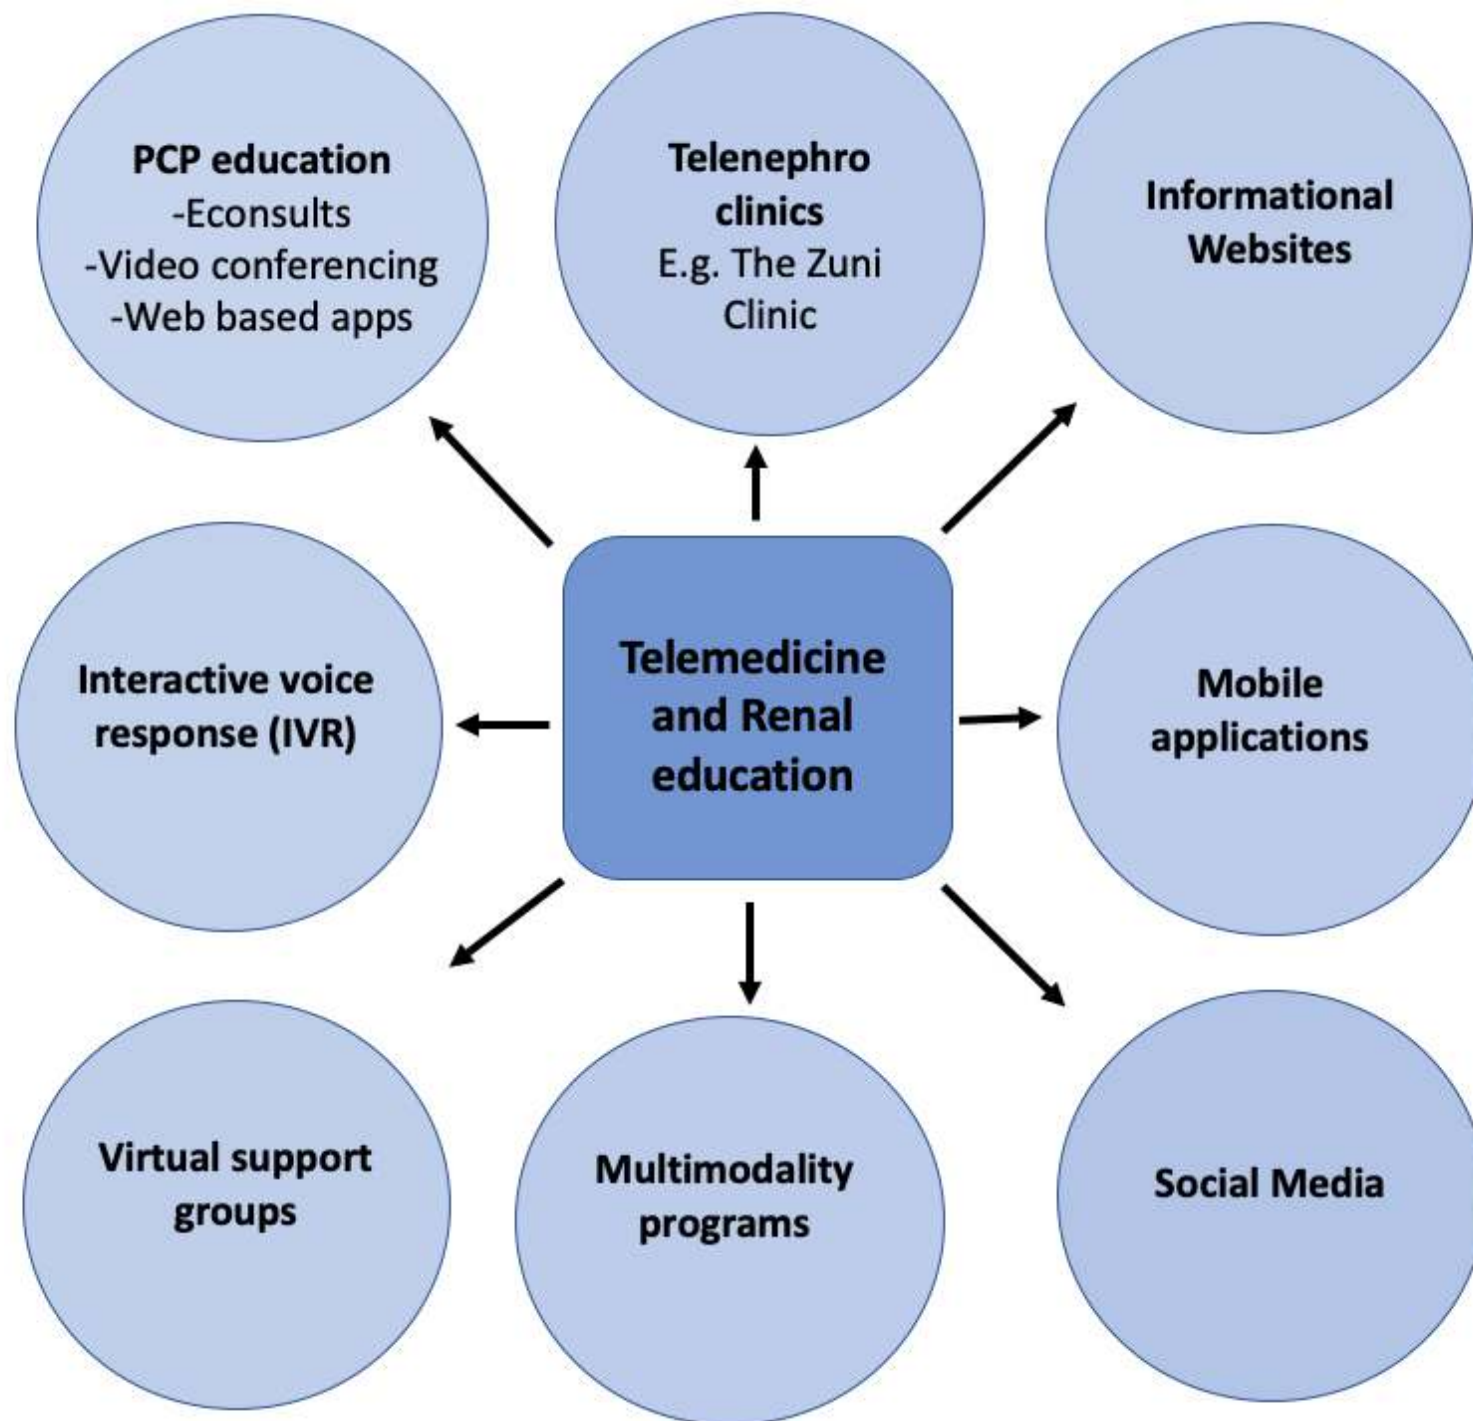 PCP education
-Econsults
-Video conferencing
-Web based apps
Telenephro
clinics
E.g. The Zuni
Clinic
Informational
Websites
Interactive voice
response (IVR)
Telemedicine
and Renal
education
Mobile
applications
Virtual support
groups
Multimodality
programs
Social Media